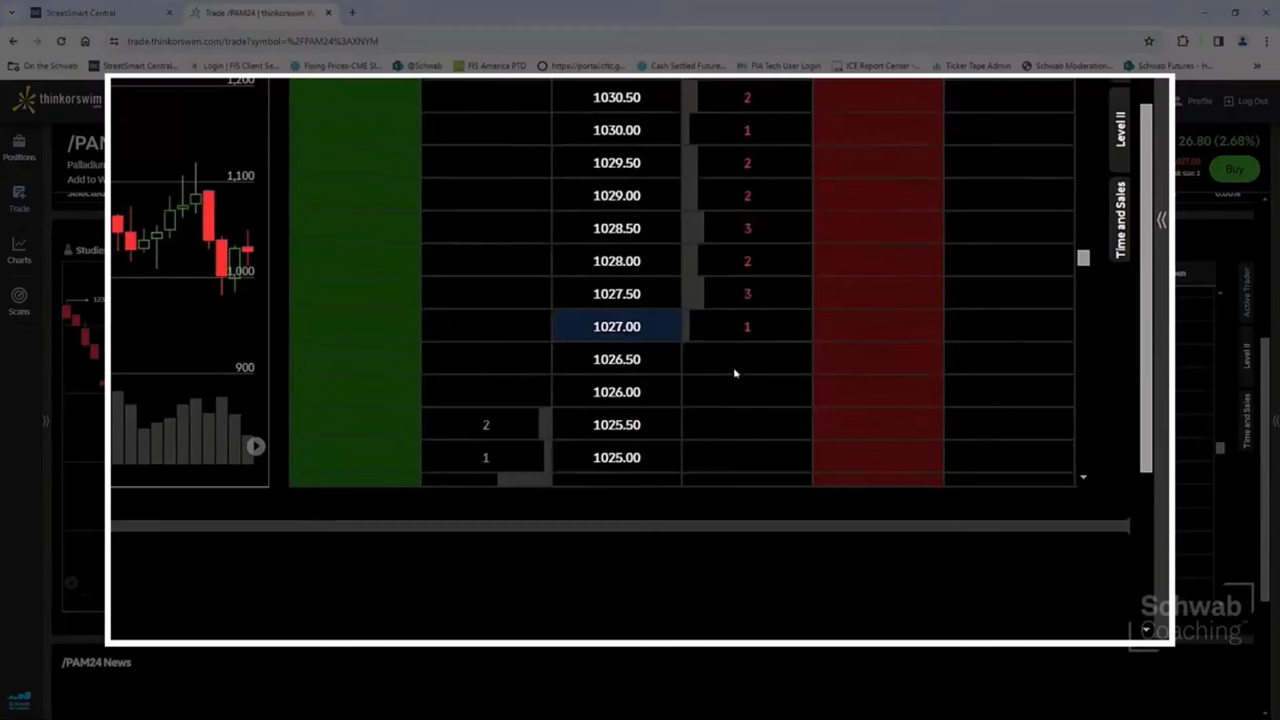 StreetSmart Central
Trade /PAM24 | thinkorswim
trade.thinkorswim.com/trade?symbol=%2FPAM24%3AXNYM
On the Schweb
StreetSmart Central...
Login | FIS Client Se...
Fixing Prices-CME Sl...
@Schwab
FIS America PTD
https://portal.cftc.g...
Cash Settled Future...
FIA Tech User Login
ICE Report Center -...
Ticker Tape Admin
Schwab Moderation...
Schwab Futures - H...
thinkorswim
Profile
Log Out
Positions
Trade
Charts
Scans
/PA
Palladiu
Add to W
Studie
26.80 (2.68%)
Buy
1,200
1,100
1,000
900
1030.50 2
1030.00 1
1029.50 2
1029.00 2
1028.50 3
1028.00 2
1027.50 3
1027.00 1
1026.50
1026.00
2 1025.50
1 1025.00
Level II
Time and Sales
Active Trader
Level II
Time and Sales
Schwab
Coaching
/PAM24 News